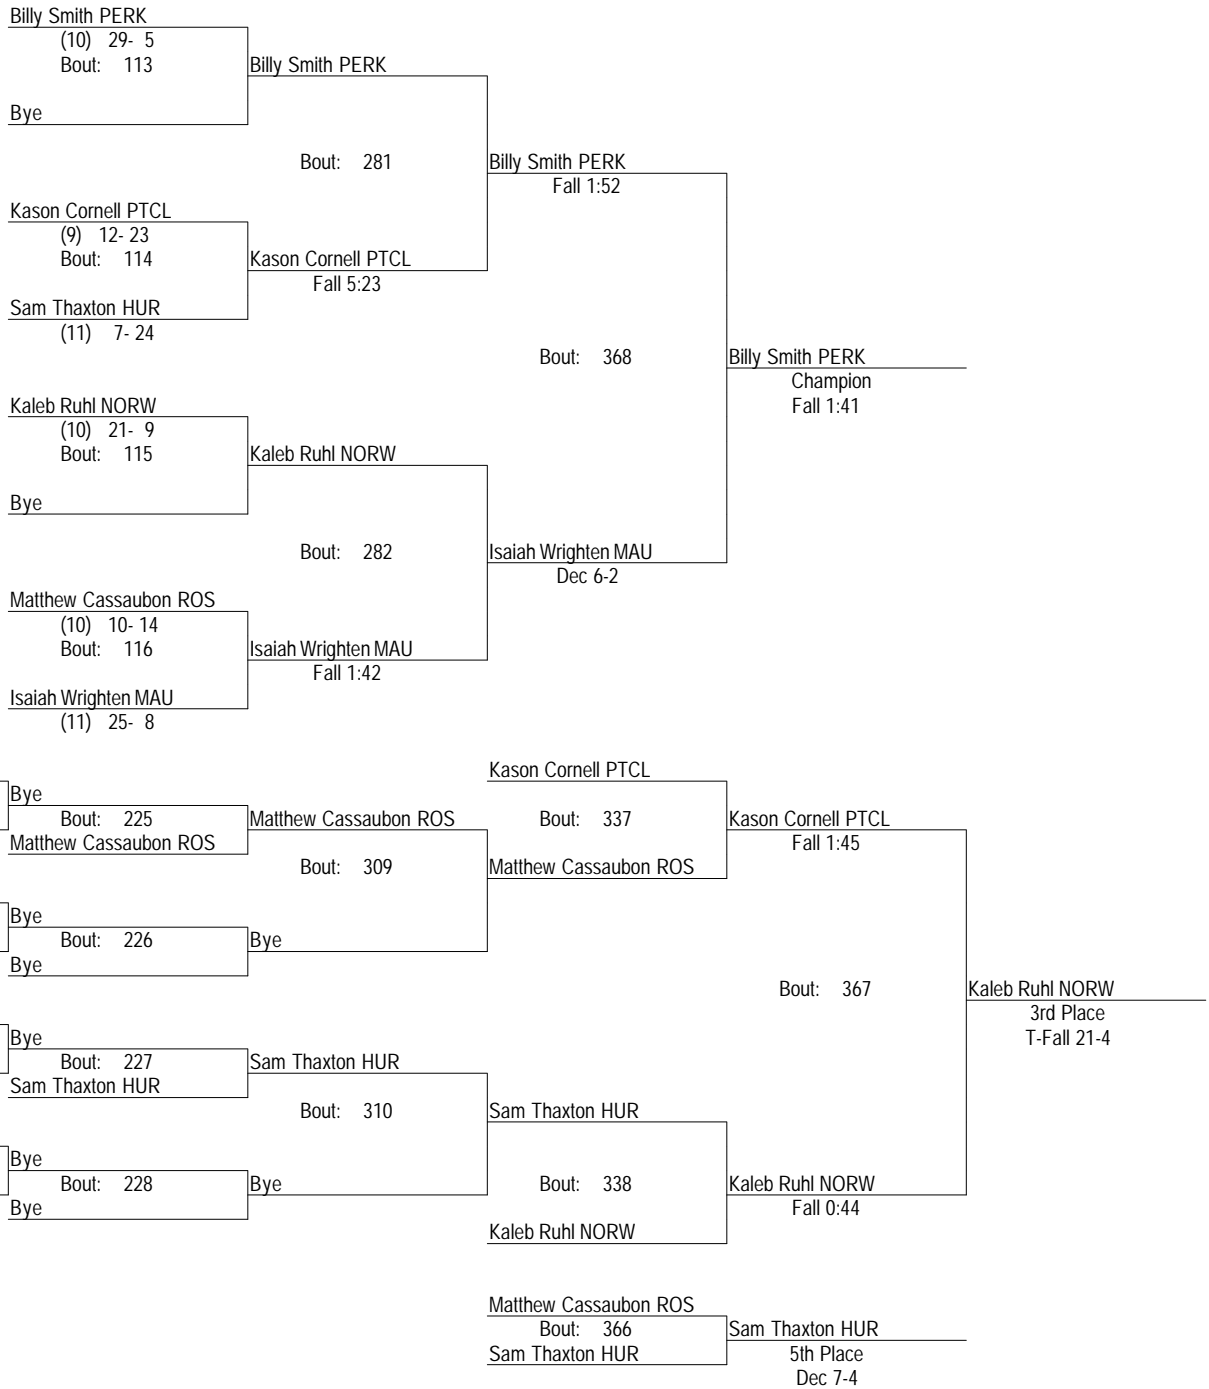 Billy Smith PERK
(10) 29- 5
Bout: 113
Billy Smith PERK
Bye
Bout: 281
Billy Smith PERK
Fall 1:52
Kason Cornell PTCL
(9) 12- 23
Bout: 114
Kason Cornell PTCL
Fall 5:23
Sam Thaxton HUR
(11) 7- 24
Bout: 368
Billy Smith PERK
Champion
Fall 1:41
Kaleb Ruhl NORW
(10) 21- 9
Bout: 115
Kaleb Ruhl NORW
Bye
Bout: 282
Isaiah Wrighten MAU
Dec 6-2
Matthew Cassaubon ROS
(10) 10- 14
Bout: 116
Isaiah Wrighten MAU
Fall 1:42
Isaiah Wrighten MAU
(11) 25- 8
Kason Cornell PTCL
Bye
Bout: 225
Matthew Cassaubon ROS
Matthew Cassaubon ROS
Bout: 337
Kason Cornell PTCL
Fall 1:45
Bout: 309
Matthew Cassaubon ROS
Bye
Bout: 226
Bye
Bye
Bout: 367
Kaleb Ruhl NORW
3rd Place
T-Fall 21-4
Bye
Bout: 227
Sam Thaxton HUR
Sam Thaxton HUR
Bout: 310
Sam Thaxton HUR
Bye
Bout: 228
Bye
Bye
Bout: 338
Kaleb Ruhl NORW
Fall 0:44
Kaleb Ruhl NORW
Matthew Cassaubon ROS
Bout: 366
Sam Thaxton HUR
Sam Thaxton HUR
5th Place
Dec 7-4